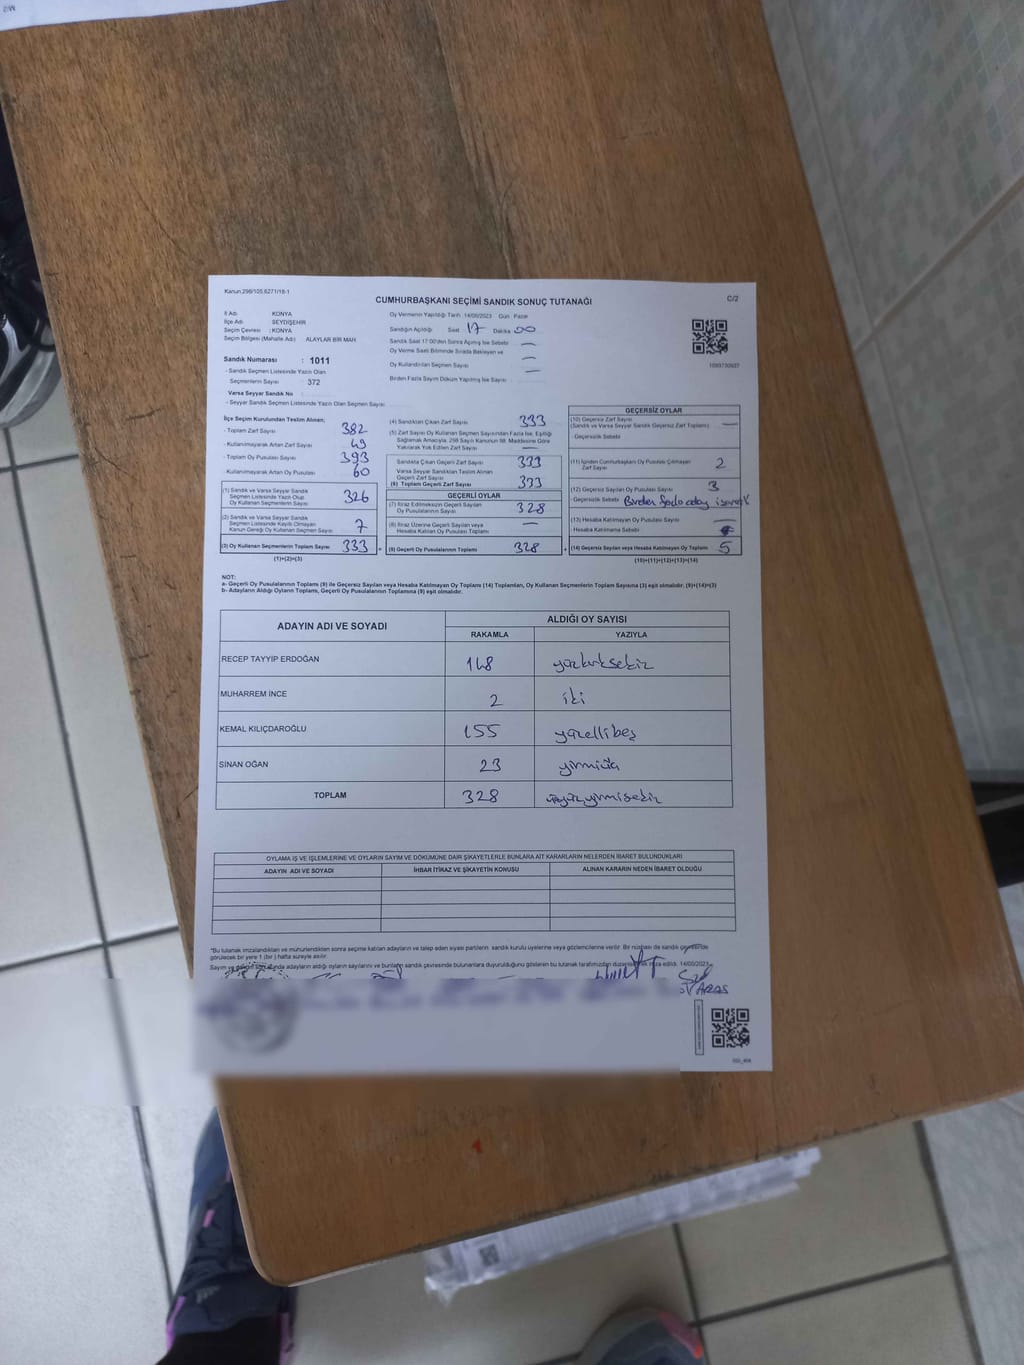 Kanun:298/105,6271/18-1
CUMHURBAŞKANI SEÇİMİ SANDIK SONUÇ TUTANAĞI
C/2
İl Adı : KONYA
İlçe Adı : SEYDİŞEHİR
Seçim Çevresi : KONYA
Seçim Bölgesi (Mahalle Adı) : ALAYLAR BİR MAH
Sandık Numarası : 1011
- Sandık Seçmen Listesinde Yazılı Olan
Seçmenlerin Sayısı : 372
Varsa Seyyar Sandık No :
- Seyyar Sandık Seçmen Listesinde Yazılı Olan Seçmen Sayısı :
Oy Vermenin Yapıldığı Tarih : 14/05/2023 Gün : Pazar
Sandığın Açıldığı Saat 17 Dakika 00
Sandık Saat 17:00'den Sonra Açılmış İse Sebebi : —
Oy Verme Saati Bitiminde Sırada Bekleyen ve —
Oy Kullandırılan Seçmen Sayısı : —
Birden Fazla Sayım Döküm Yapılmış İse Sayısı :
İlçe Seçim Kurulundan Teslim Alınan;
- Toplam Zarf Sayısı : 382
- Kullanılmayarak Artan Zarf Sayısı : 49
- Toplam Oy Pusulası Sayısı : 393
- Kullanılmayarak Artan Oy Pusulası : 60
(1) Sandık ve Varsa Seyyar Sandık
Seçmen Listesinde Yazılı Olup
Oy Kullanan Seçmenlerin Sayısı : 326
(2) Sandık ve Varsa Seyyar Sandık
Seçmen Listesinde Kayıtlı Olmayan
Kanun Gereği Oy Kullanan Seçmen Sayısı : 7
(3) Oy Kullanan Seçmenlerin Toplam Sayısı : 333
(1)+(2)=(3)
(4) Sandıktan Çıkan Zarf Sayısı : 333
(5) Zarf Sayısı Oy Kullanan Seçmen Sayısından Fazla İse, Eşitliği
Sağlamak Amacıyla, 298 Sayılı Kanunun 98. Maddesine Göre
Yakılarak Yok Edilen Zarf Sayısı : —
Sandıkta Çıkan Geçerli Zarf Sayısı : 333
Varsa Seyyar Sandıktan Teslim Alınan
Geçerli Zarf Sayısı :
(6) Toplam Geçerli Zarf Sayısı : 333
GEÇERLİ OYLAR
(7) İtiraz Edilmeksizin Geçerli Sayılan
Oy Pusulalarının Sayısı : 328
(8) İtiraz Üzerine Geçerli Sayılan veya
Hesaba Katılan Oy Pusulası Toplamı : —
(9) Geçerli Oy Pusulalarının Toplamı : 328
GEÇERSİZ OYLAR
(10) Geçersiz Zarf Sayısı
(Sandık ve Varsa Seyyar Sandık Geçersiz Zarf Toplamı) : —
- Geçersizlik Sebebi :
(11) İçinden Cumhurbaşkanı Oy Pusulası Çıkmayan
Zarf Sayısı : 2
(12) Geçersiz Sayılan Oy Pusulası Sayısı : 3
- Geçersizlik Sebebi : Birden fazla aday
(13) Hesaba Katılmayan Oy Pusulası Sayısı : —
- Hesaba Katılmama Sebebi :
(14) Geçersiz Sayılan veya Hesaba Katılmayan Oy Toplamı : 5
(10)+(11)+(12)+(13)=(14)
NOT:
a- Geçerli Oy Pusulalarının Toplamı (9) ile Geçersiz Sayılan veya Hesaba Katılmayan Oy Toplamı (14) Toplamları, Oy Kullanan Seçmenlerin Toplam Sayısına (3) eşit olmalıdır. (9)+(14)=(3)
b- Adayların Aldığı Oyların Toplamı, Geçerli Oy Pusulalarının Toplamına (9) eşit olmalıdır.
ADAYIN ADI VE SOYADI
ALDIĞI OY SAYISI
RAKAMLA YAZIYLA
RECEP TAYYIP ERDOĞAN 148 yüzkırksekiz
MUHARREM İNCE 2 iki
KEMAL KILIÇDAROĞLU 155 yüzellibeş
SİNAN OĞAN 23 yirmiüç
TOPLAM 328 üçyüzyirmisekiz
OYLAMA İŞ VE İŞLEMLERİNE VE OYLARIN SAYIM VE DÖKÜMÜNE DAİR ŞİKAYETLERLE BUNLARA AİT KARARLARIN NELERDEN İBARET BULUNDUKLARI
ADAYIN ADI VE SOYADI İHBAR İTİRAZ VE ŞİKAYETİN KONUSU ALINAN KARARIN NEDEN İBARET OLDUĞU
*Bu tutanak imzalandıktan ve mühürlendikten sonra seçime katılan adayların ve talep eden siyasi partilerin sandık kurulu üyelerine veya gözlemcilerine verilir. Bir nüshası da sandık çevresinde
görülecek bir yere 1 (bir) hafta süreyle asılır.
adayların aldığı oyların sayılarını ve bunların sandık çevresinde bulunanlara duyurulduğunu gösteren bu tutanak tarafımızdan imza edildi. 14/05/2023
ARAS